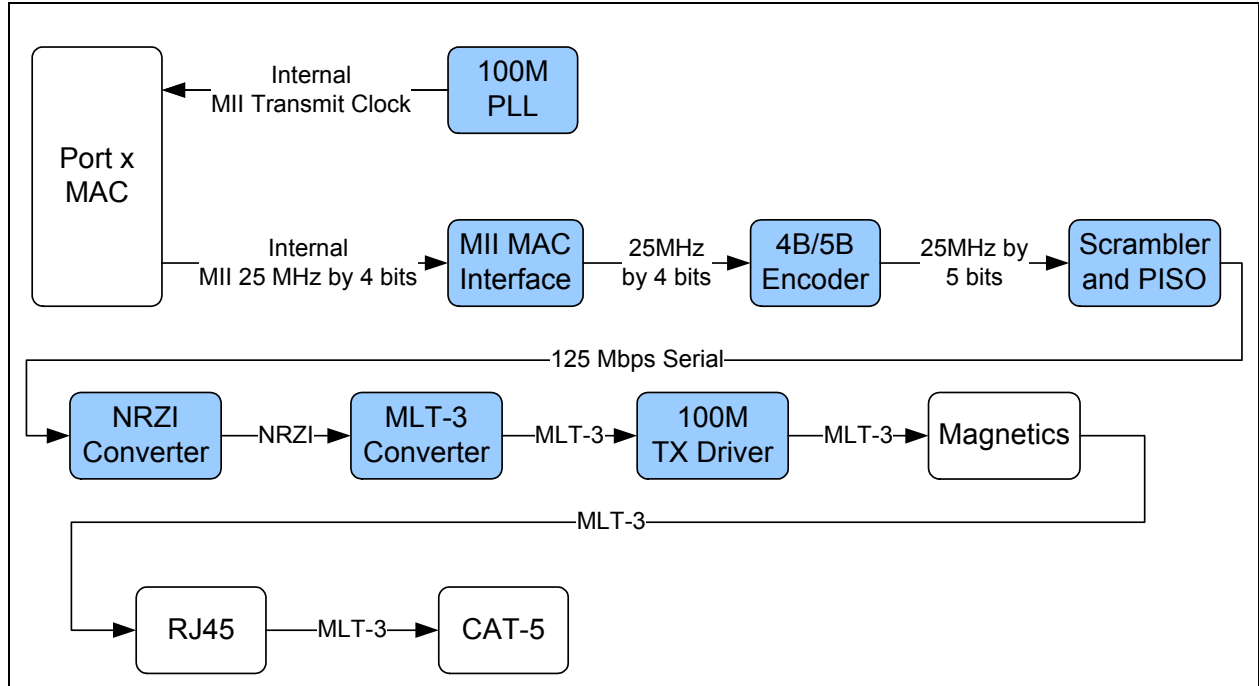 Port x
MAC
Internal
MII Transmit Clock
100M
PLL
Internal
MII 25 MHz by 4 bits
MII MAC
Interface
25MHz
by 4 bits
4B/5B
Encoder
25MHz by
5 bits
Scrambler
and PISO
125 Mbps Serial
NRZI
Converter
NRZI
MLT-3
Converter
MLT-3
100M
TX Driver
MLT-3
Magnetics
MLT-3
RJ45
MLT-3
CAT-5